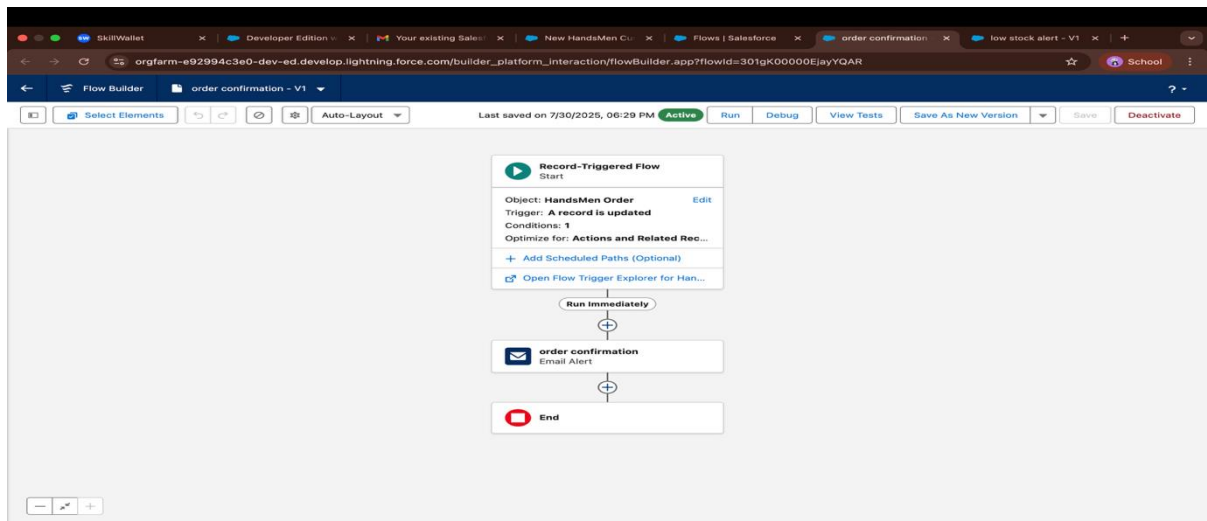 SkillWallet
Developer Edition w
Your existing Sales
New HandsMen Cu
Flows | Salesforce
order confirmation
low stock alert - V1
orgfarm-e92994c3e0-dev-ed.develop.lightning.force.com/builder_platform_interaction/flowBuilder.app?flowId=301gK00000EjayYQAR
School
Flow Builder
order confirmation - V1
?
Select Elements
Auto-Layout
Last saved on 7/30/2025, 06:29 PM
Active
Run
Debug
View Tests
Save As New Version
Save
Deactivate
Record-Triggered Flow
Start
Object: HandsMen Order
Edit
Trigger: A record is updated
Conditions: 1
Optimize for: Actions and Related Rec...
+ Add Scheduled Paths (Optional)
Open Flow Trigger Explorer for Han...
Run Immediately
order confirmation
Email Alert
End